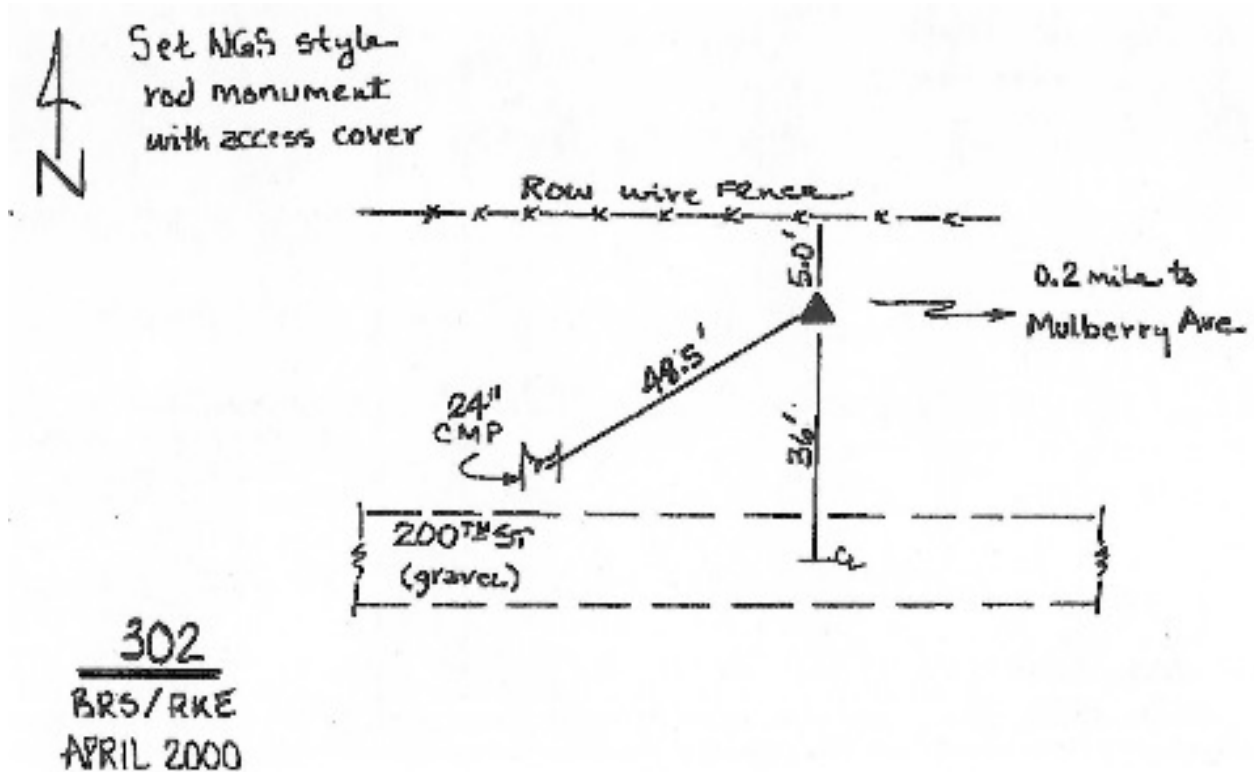 Set NGS style
rod monument
with access cover
N
Row wire Fence
5.0'
0.2 mile to
Mulberry Ave.
48.5'
24"
CMP
36'
200TH ST
(gravel)
CL
302
BRS/RKE
APRIL 2000